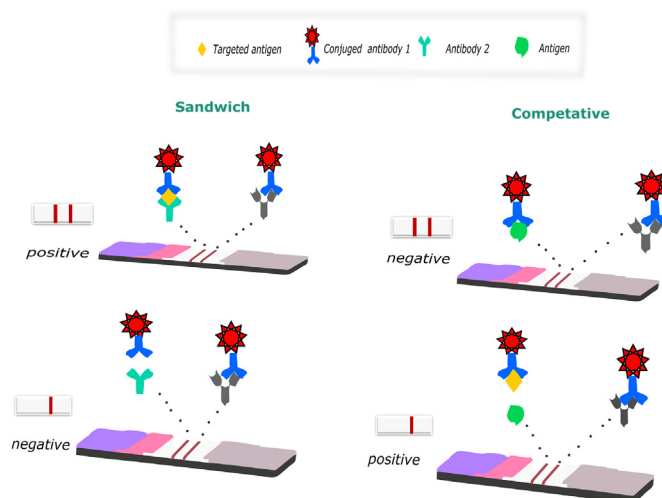 Targeted antigen
Conjuged antibody 1
Antibody 2
Antigen
Sandwich
Competative
positive
negative
negative
positive